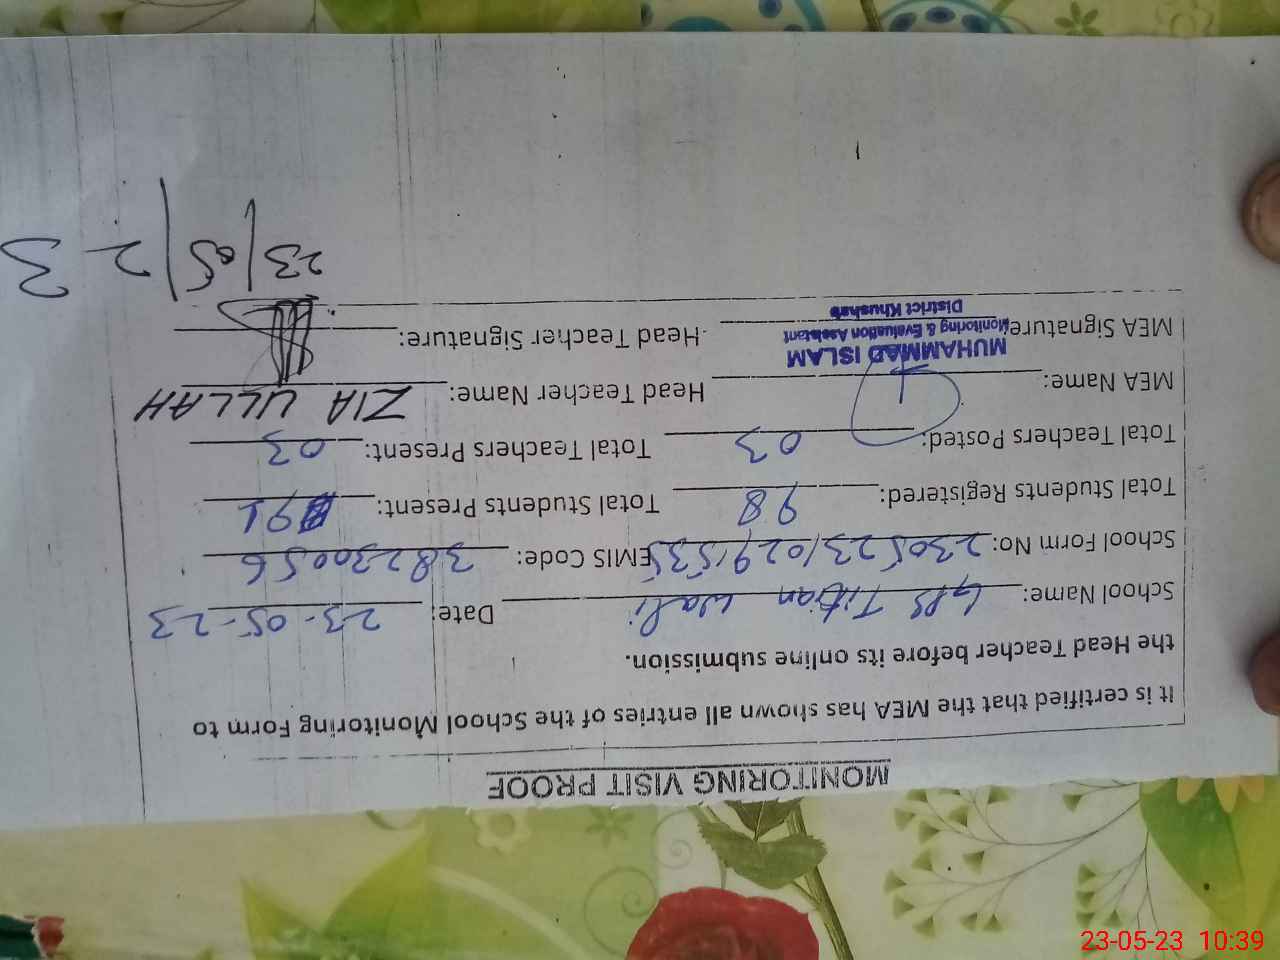 MONITORING VISIT PROOF
It is certified that the MEA has shown all entries of the School Monitoring Form to
the Head Teacher before its online submission.
School Name: GPS Tibian Wali Date: 23-05-23
School Form No: 230523/0291535 EMIS Code: 38230056
Total Students Registered: 98 Total Students Present: 91
Total Teachers Posted: 03 Total Teachers Present: 03
MEA Name: Head Teacher Name: ZIA ULLAH
MUHAMMAD ISLAM
Monitoring & Evaluation Assistant
District Khushab
MEA Signature: Head Teacher Signature:
23/05/23
23-05-23 10:39